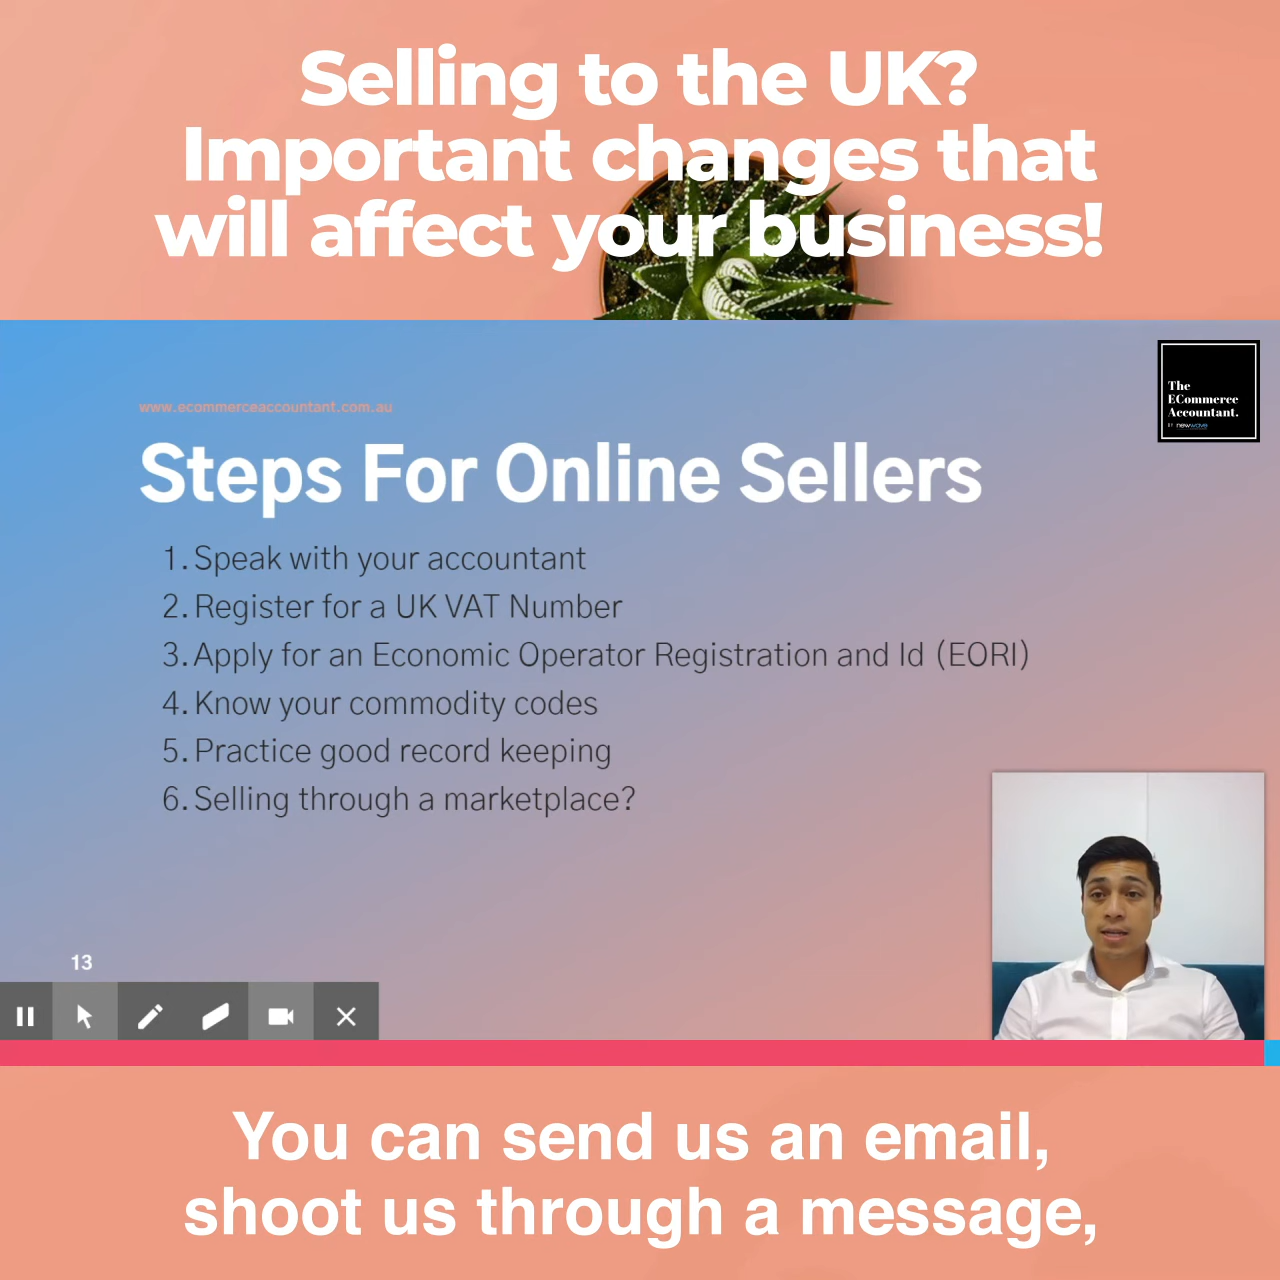 Selling to the UK?
Important changes that
will affect your business!
www.ecommerceaccountant.com.au
The
ECommerce
Accountant.
BY newwave
Steps For Online Sellers
1. Speak with your accountant
2. Register for a UK VAT Number
3. Apply for an Economic Operator Registration and Id (EORI)
4. Know your commodity codes
5. Practice good record keeping
6. Selling through a marketplace?
13
You can send us an email,
shoot us through a message,